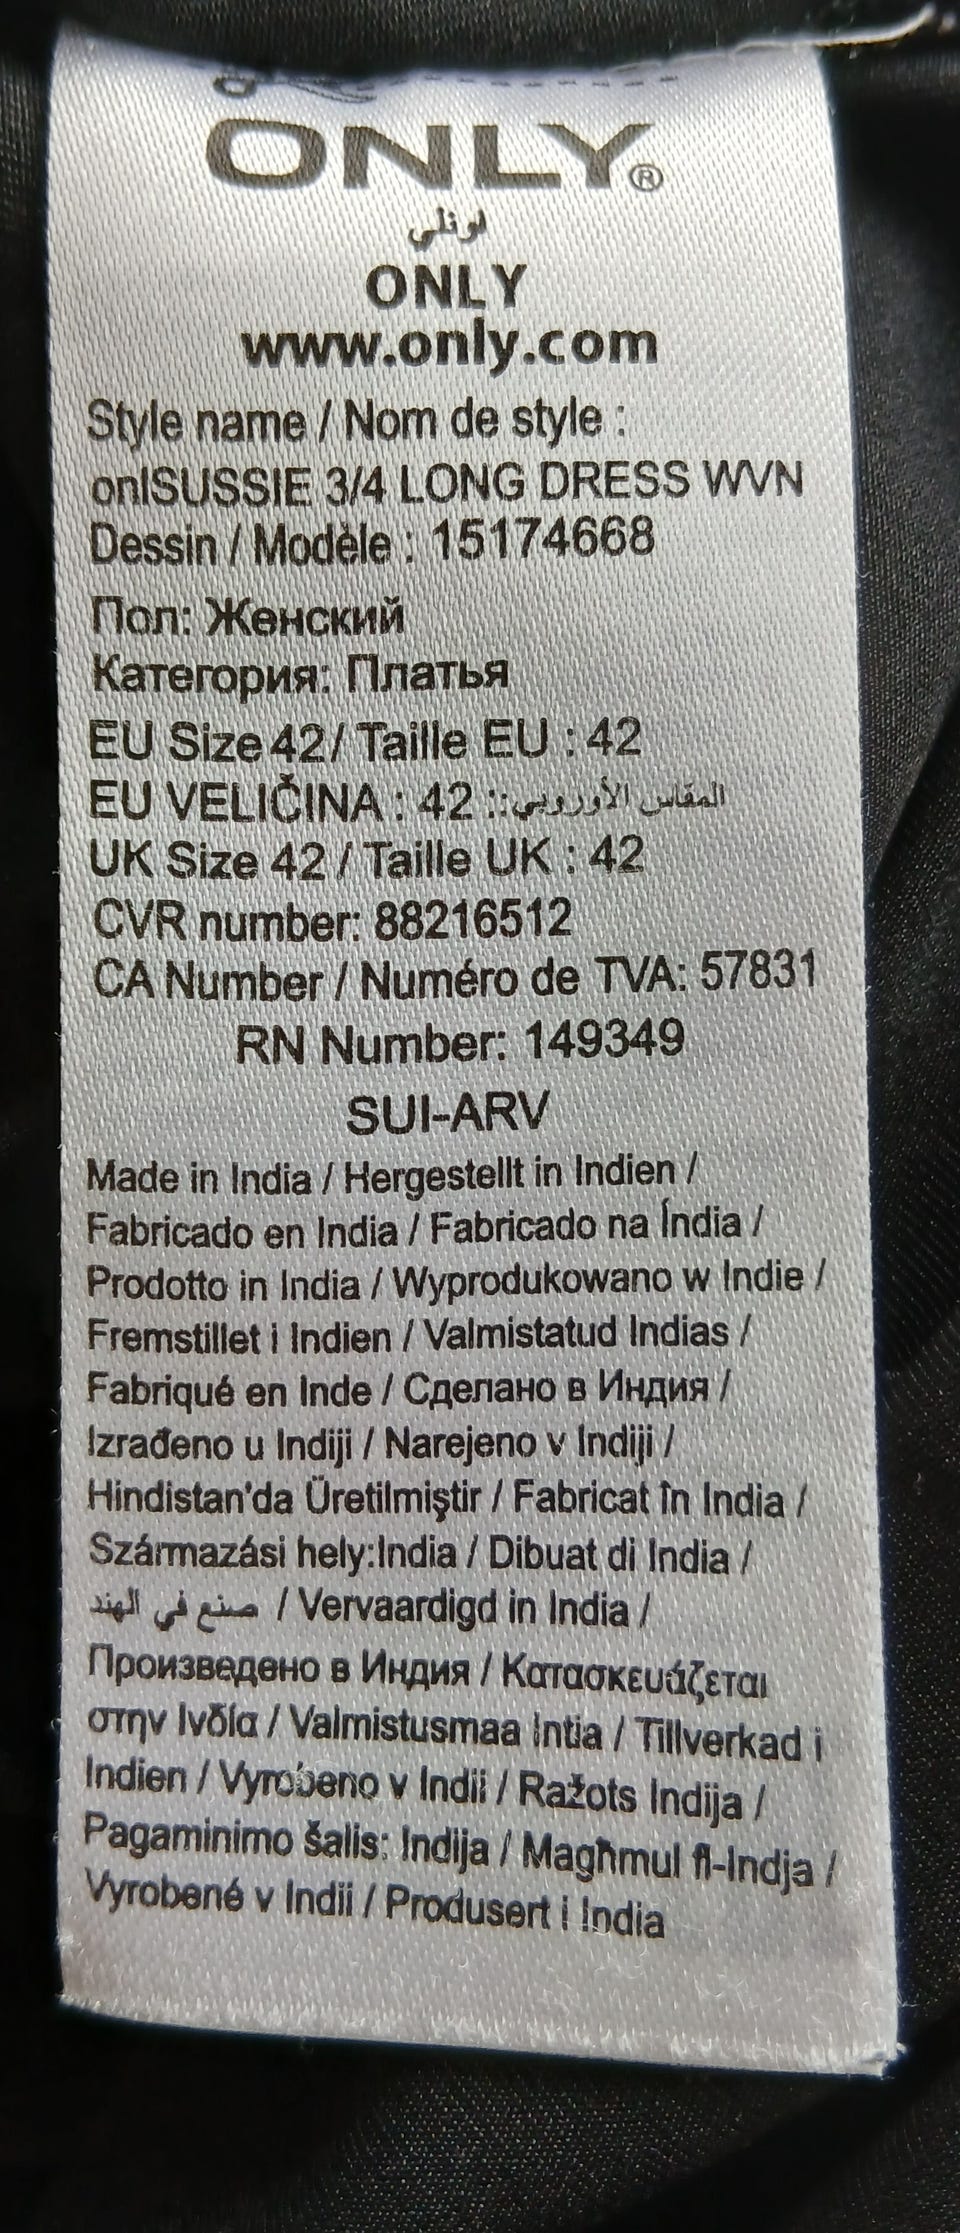 ONLY®
اونلي
ONLY
www.only.com
Style name / Nom de style :
onlSUSSIE 3/4 LONG DRESS WVN
Dessin / Modèle : 15174668
Пол: Женский
Категория: Платья
EU Size 42/ Taille EU : 42
EU VELIČINA : 42 ::المقاس الأوروبي
UK Size 42 / Taille UK : 42
CVR number: 88216512
CA Number / Numéro de TVA: 57831
RN Number: 149349
SUI-ARV
Made in India / Hergestellt in Indien /
Fabricado en India / Fabricado na Índia /
Prodotto in India / Wyprodukowano w Indie /
Fremstillet i Indien / Valmistatud Indias /
Fabriqué en Inde / Сделано в Индия /
Izrađeno u Indiji / Narejeno v Indiji /
Hindistan'da Üretilmiştir / Fabricat în India /
Származási hely:India / Dibuat di India /
صنع في الهند / Vervaardigd in India /
Произведено в Индия / Κατασκευάζεται
στην Ινδία / Valmistusmaa Intia / Tillverkad i
Indien / Vyrobeno v Indii / Ražots Indija /
Pagaminimo šalis: Indija / Magħmul fl-Indja /
Vyrobené v Indii / Produsert i India